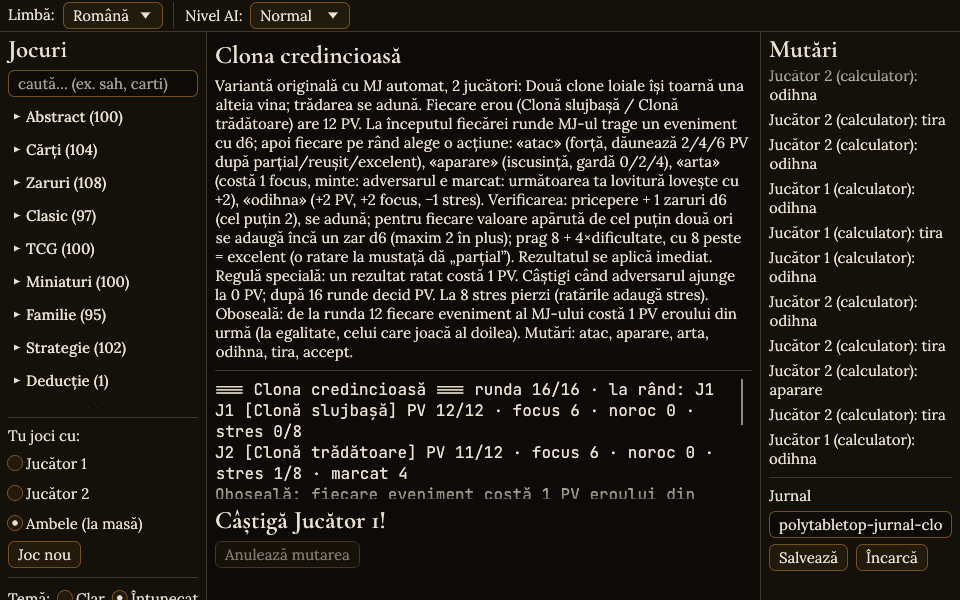 Limbă: Română ▼ Nivel AI: Normal ▼
Jocuri
caută... (ex. sah, carti)
▸ Abstract (100)
▸ Cărți (104)
▸ Zaruri (108)
▸ Clasic (97)
▸ TCG (100)
▸ Miniaturi (100)
▸ Familie (95)
▸ Strategie (102)
▸ Deducție (1)
Tu joci cu:
Jucător 1
Jucător 2
Ambele (la masă)
Joc nou
Temă: Clar Întunecat
Clona credincioasă
Variantă originală cu MJ automat, 2 jucători: Două clone loiale își toarnă una
alteia vina; trădarea se adună. Fiecare erou (Clonă slujbașă / Clonă
trădătoare) are 12 PV. La începutul fiecărei runde MJ-ul trage un eveniment
cu d6; apoi fiecare pe rând alege o acțiune: «atac» (forță, dăunează 2/4/6 PV
după parțial/reușit/excelent), «aparare» (iscusință, gardă 0/2/4), «arta»
(costă 1 focus, minte: adversarul e marcat: următoarea ta lovitură lovește cu
+2), «odihna» (+2 PV, +2 focus, −1 stres). Verificarea: pricepere + 1 zaruri d6
(cel puțin 2), se adună; pentru fiecare valoare apărută de cel puțin două ori
se adaugă încă un zar d6 (maxim 2 în plus); prag 8 + 4×dificultate, cu 8 peste
= excelent (o ratare la mustață dă „parțial”). Rezultatul se aplică imediat.
Regulă specială: un rezultat ratat costă 1 PV. Câștigi când adversarul ajunge
la 0 PV; după 16 runde decid PV. La 8 stres pierzi (ratările adaugă stres).
Oboseală: de la runda 12 fiecare eveniment al MJ-ului costă 1 PV eroului din
urmă (la egalitate, celui care joacă al doilea). Mutări: atac, aparare, arta,
odihna, tira, accept.
═══ Clona credincioasă ═══ runda 16/16 · la rând: J1
J1 [Clonă slujbașă] PV 12/12 · focus 6 · noroc 0 ·
stres 0/8
J2 [Clonă trădătoare] PV 11/12 · focus 6 · noroc 0 ·
stres 1/8 · marcat 4
Oboseală: fiecare eveniment costă 1 PV eroului din
Câștigă Jucător 1!
Anulează mutarea
Mutări
Jucător 2 (calculator):
odihna
Jucător 2 (calculator): tira
Jucător 2 (calculator):
odihna
Jucător 1 (calculator):
odihna
Jucător 1 (calculator): tira
Jucător 1 (calculator):
odihna
Jucător 2 (calculator):
odihna
Jucător 2 (calculator): tira
Jucător 2 (calculator):
aparare
Jucător 2 (calculator): tira
Jucător 1 (calculator):
odihna
Jurnal
polytabletop-jurnal-clo
Salvează Încarcă